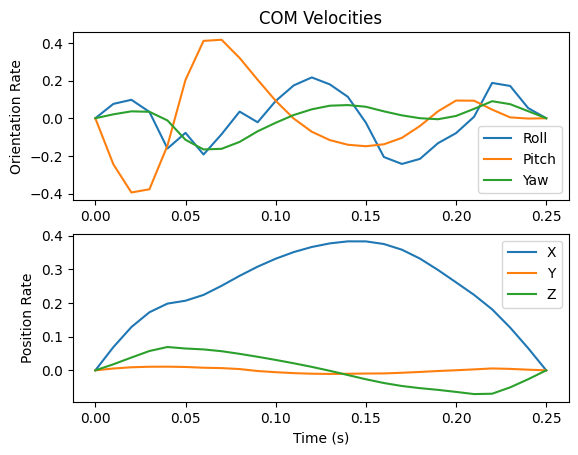 COM Velocities
Orientation Rate
0.4
0.2
0.0
−0.2
−0.4
0.00 0.05 0.10 0.15 0.20 0.25
Roll
Pitch
Yaw
Position Rate
0.4
0.3
0.2
0.1
0.0
0.00 0.05 0.10 0.15 0.20 0.25
X
Y
Z
Time (s)